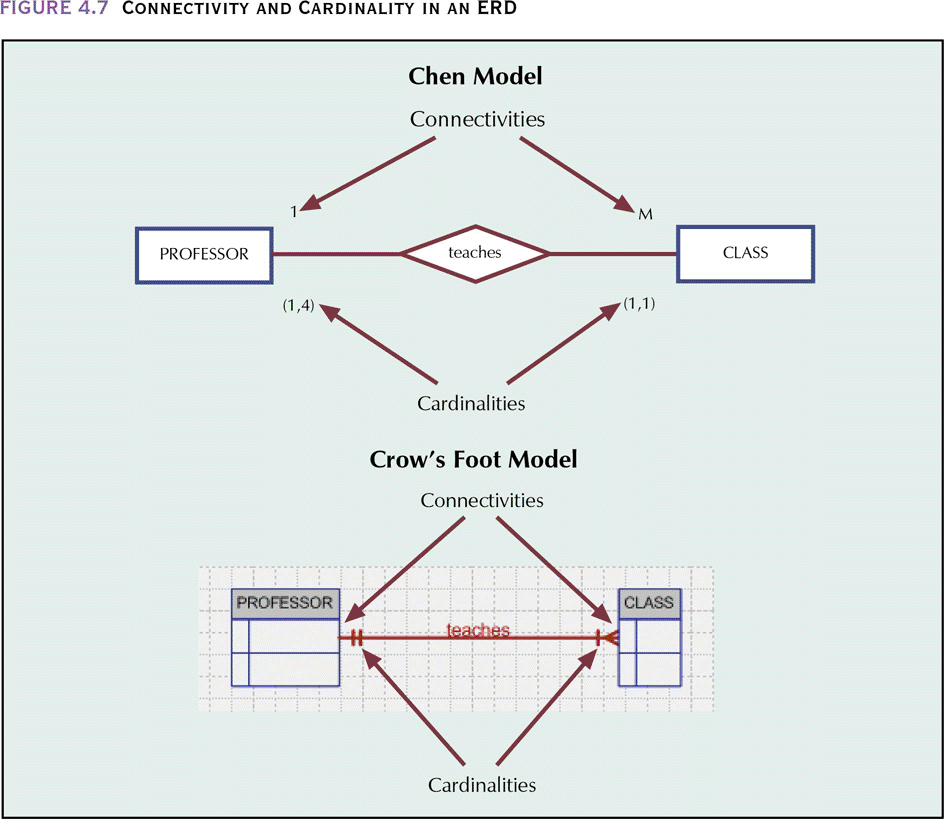 FIGURE 4.7 CONNECTIVITY AND CARDINALITY IN AN ERD
Chen Model
Connectivities
1
M
PROFESSOR
teaches
CLASS
(1,4)
(1,1)
Cardinalities
Crow's Foot Model
Connectivities
PROFESSOR
CLASS
teaches
Cardinalities